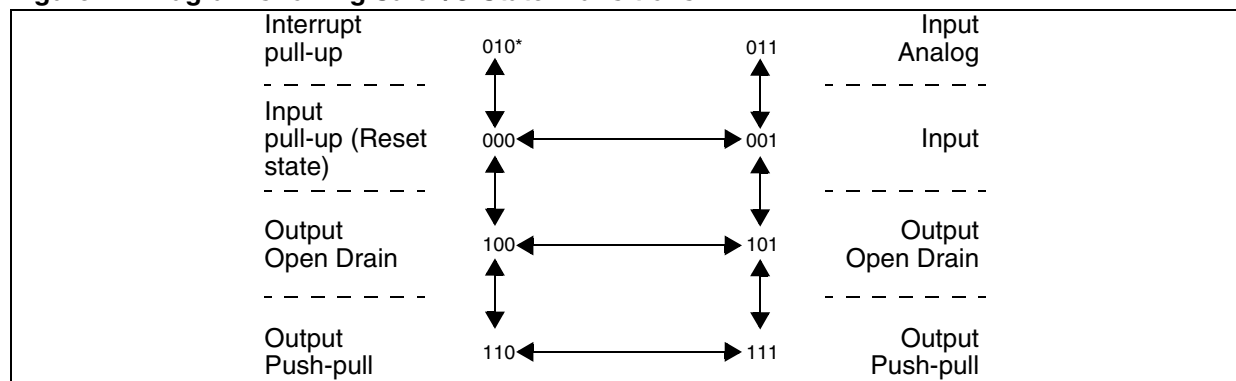 Interrupt
pull-up
010*
011
Input
Analog
Input
pull-up (Reset
state)
000
001
Input
Output
Open Drain
100
101
Output
Open Drain
Output
Push-pull
110
111
Output
Push-pull